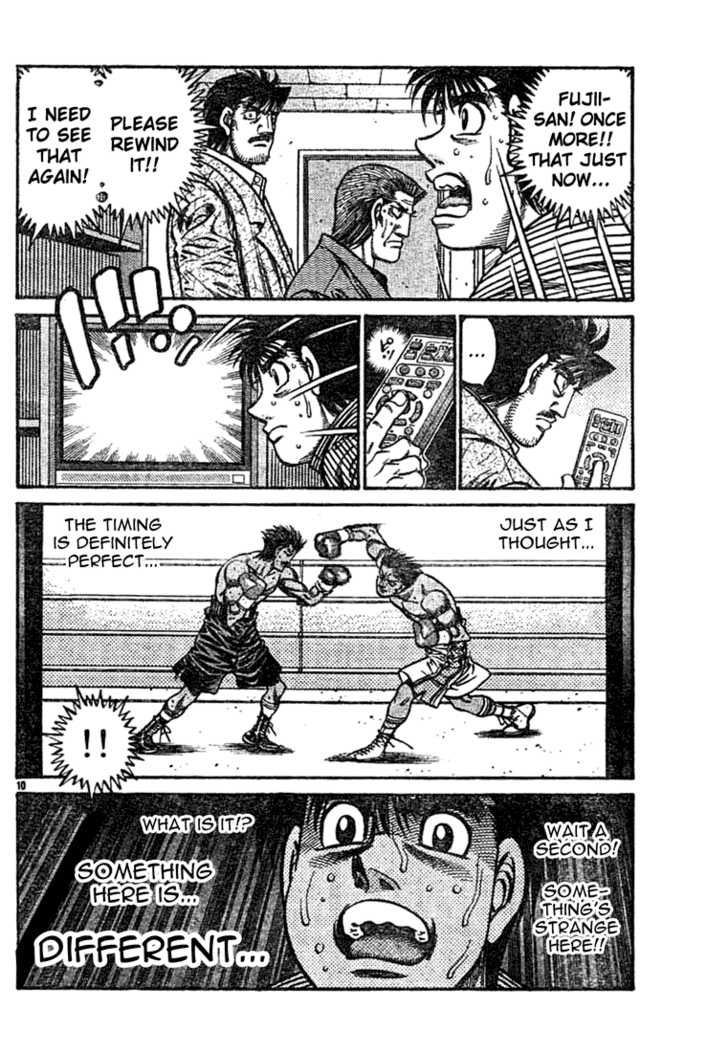 FUJII-
SAN! ONCE
MORE!!
THAT JUST
NOW...
PLEASE
REWIND
IT!!
I NEED
TO SEE
THAT
AGAIN!
...
JUST AS I
THOUGHT...
THE TIMING
IS DEFINITELY
PERFECT...
!!
10
WAIT A
SECOND!
SOME-
THING'S
STRANGE
HERE!!
WHAT IS IT!?
SOMETHING
HERE IS...
DIFFERENT...